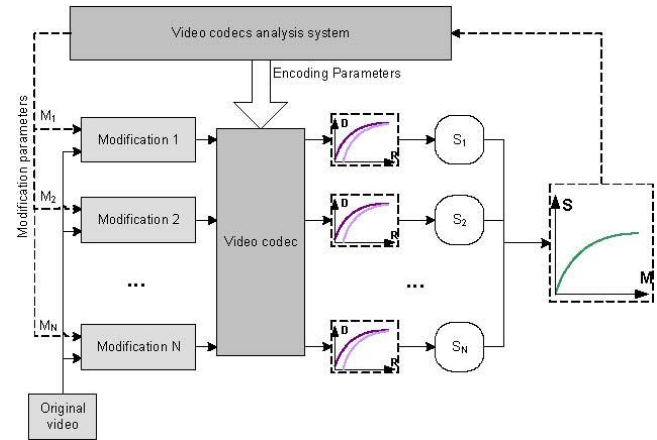 Video codecs analysis system
Encoding Parameters
Modification parameters
M1
Modification 1
D
R
S1
M2
Modification 2
D
R
S2
Video codec
S
M
...
...
MN
Modification N
D
R
SN
Original
video